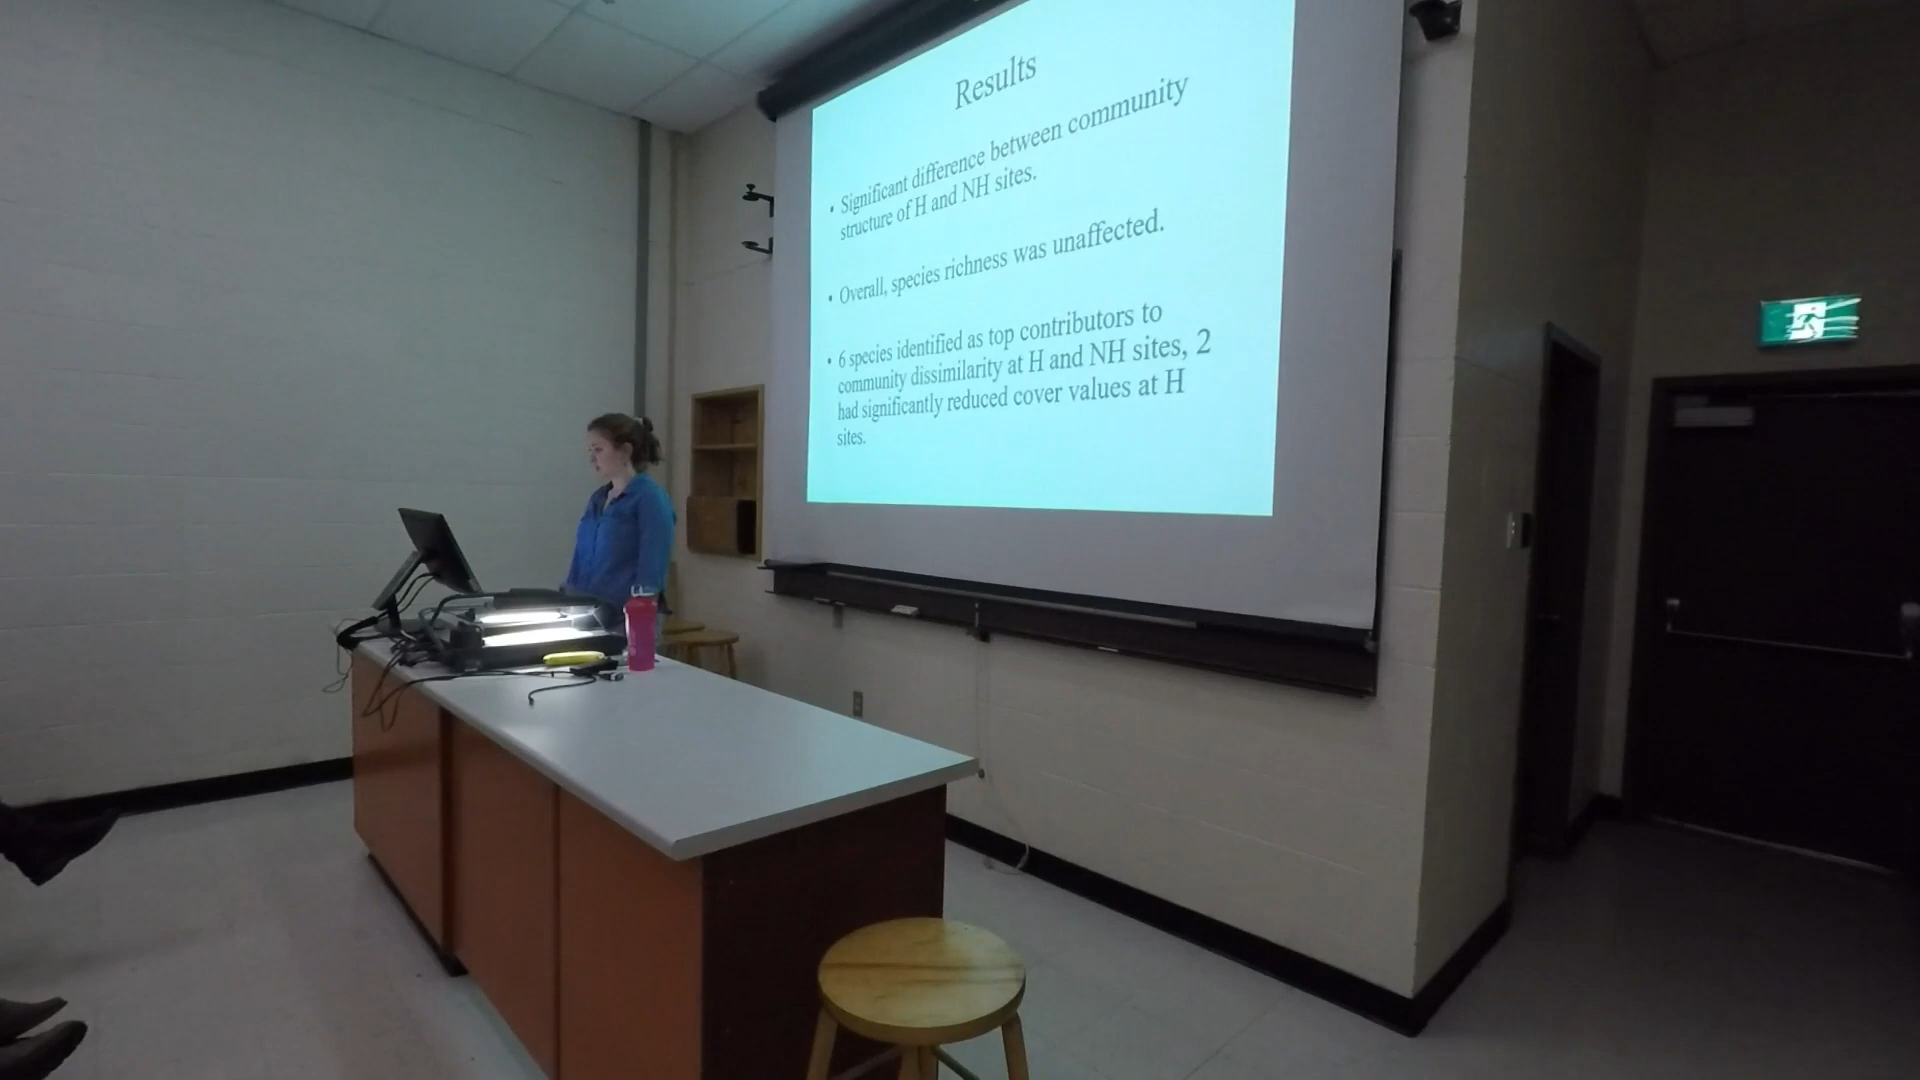 Results
• Significant difference between community
structure of H and NH sites.
• Overall, species richness was unaffected.
• 6 species identified as top contributors to
community dissimilarity at H and NH sites, 2
had significantly reduced cover values at H
sites.